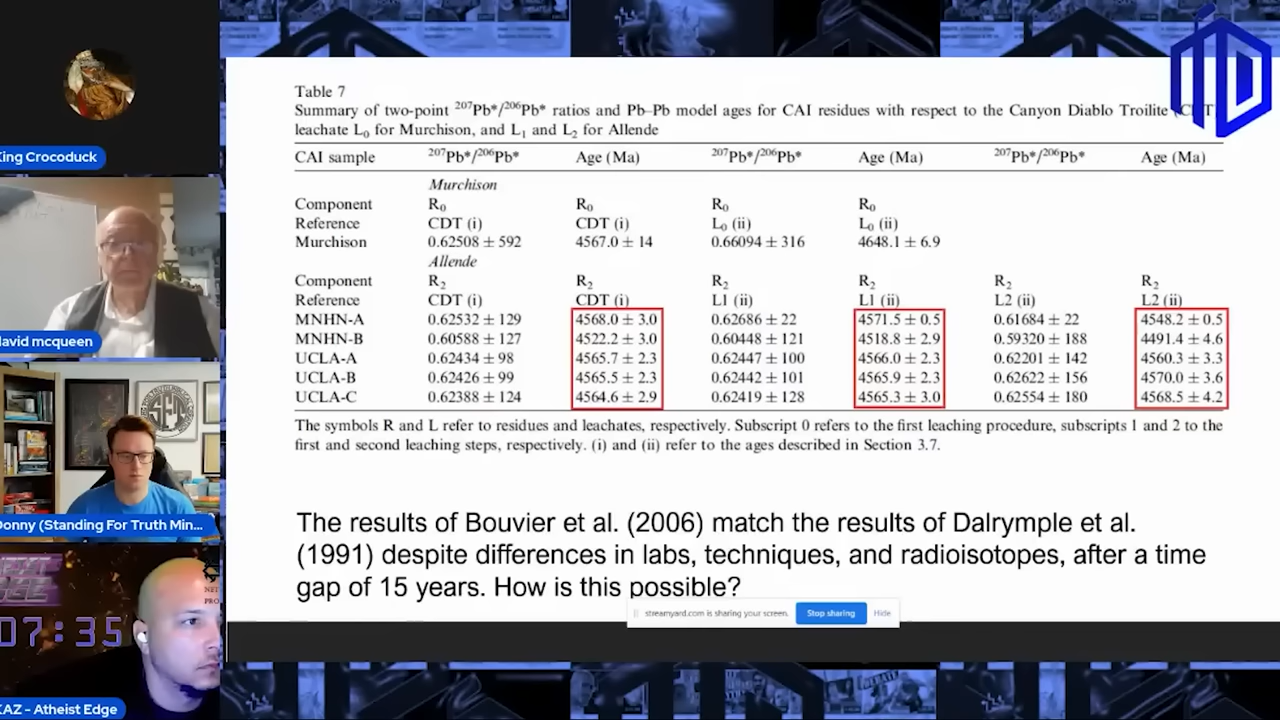 King Crocoduck
david mcqueen
Donny (Standing For Truth Min...
07:35
KAZ - Atheist Edge
Table 7
Summary of two-point ²⁰⁷Pb*/²⁰⁶Pb* ratios and Pb–Pb model ages for CAI residues with respect to the Canyon Diablo Troilite (CDT)
leachate L₀ for Murchison, and L₁ and L₂ for Allende
CAI sample ²⁰⁷Pb*/²⁰⁶Pb* Age (Ma) ²⁰⁷Pb*/²⁰⁶Pb* Age (Ma) ²⁰⁷Pb*/²⁰⁶Pb* Age (Ma)
Murchison
Component R₀ R₀ R₀ R₀
Reference CDT (i) CDT (i) L₀ (ii) L₀ (ii)
Murchison 0.62508 ± 592 4567.0 ± 14 0.66094 ± 316 4648.1 ± 6.9
Allende
Component R₂ R₂ R₂ R₂ R₂ R₂
Reference CDT (i) CDT (i) L1 (ii) L1 (ii) L2 (ii) L2 (ii)
MNHN-A 0.62532 ± 129 4568.0 ± 3.0 0.62686 ± 22 4571.5 ± 0.5 0.61684 ± 22 4548.2 ± 0.5
MNHN-B 0.60588 ± 127 4522.2 ± 3.0 0.60448 ± 121 4518.8 ± 2.9 0.59320 ± 188 4491.4 ± 4.6
UCLA-A 0.62434 ± 98 4565.7 ± 2.3 0.62447 ± 100 4566.0 ± 2.3 0.62201 ± 142 4560.3 ± 3.3
UCLA-B 0.62426 ± 99 4565.5 ± 2.3 0.62442 ± 101 4565.9 ± 2.3 0.62622 ± 156 4570.0 ± 3.6
UCLA-C 0.62388 ± 124 4564.6 ± 2.9 0.62419 ± 128 4565.3 ± 3.0 0.62554 ± 180 4568.5 ± 4.2
The symbols R and L refer to residues and leachates, respectively. Subscript 0 refers to the first leaching procedure, subscripts 1 and 2 to the
first and second leaching steps, respectively. (i) and (ii) refer to the ages described in Section 3.7.
The results of Bouvier et al. (2006) match the results of Dalrymple et al.
(1991) despite differences in labs, techniques, and radioisotopes, after a time
gap of 15 years. How is this possible?
streamyard.com is sharing your screen. Stop sharing Hide